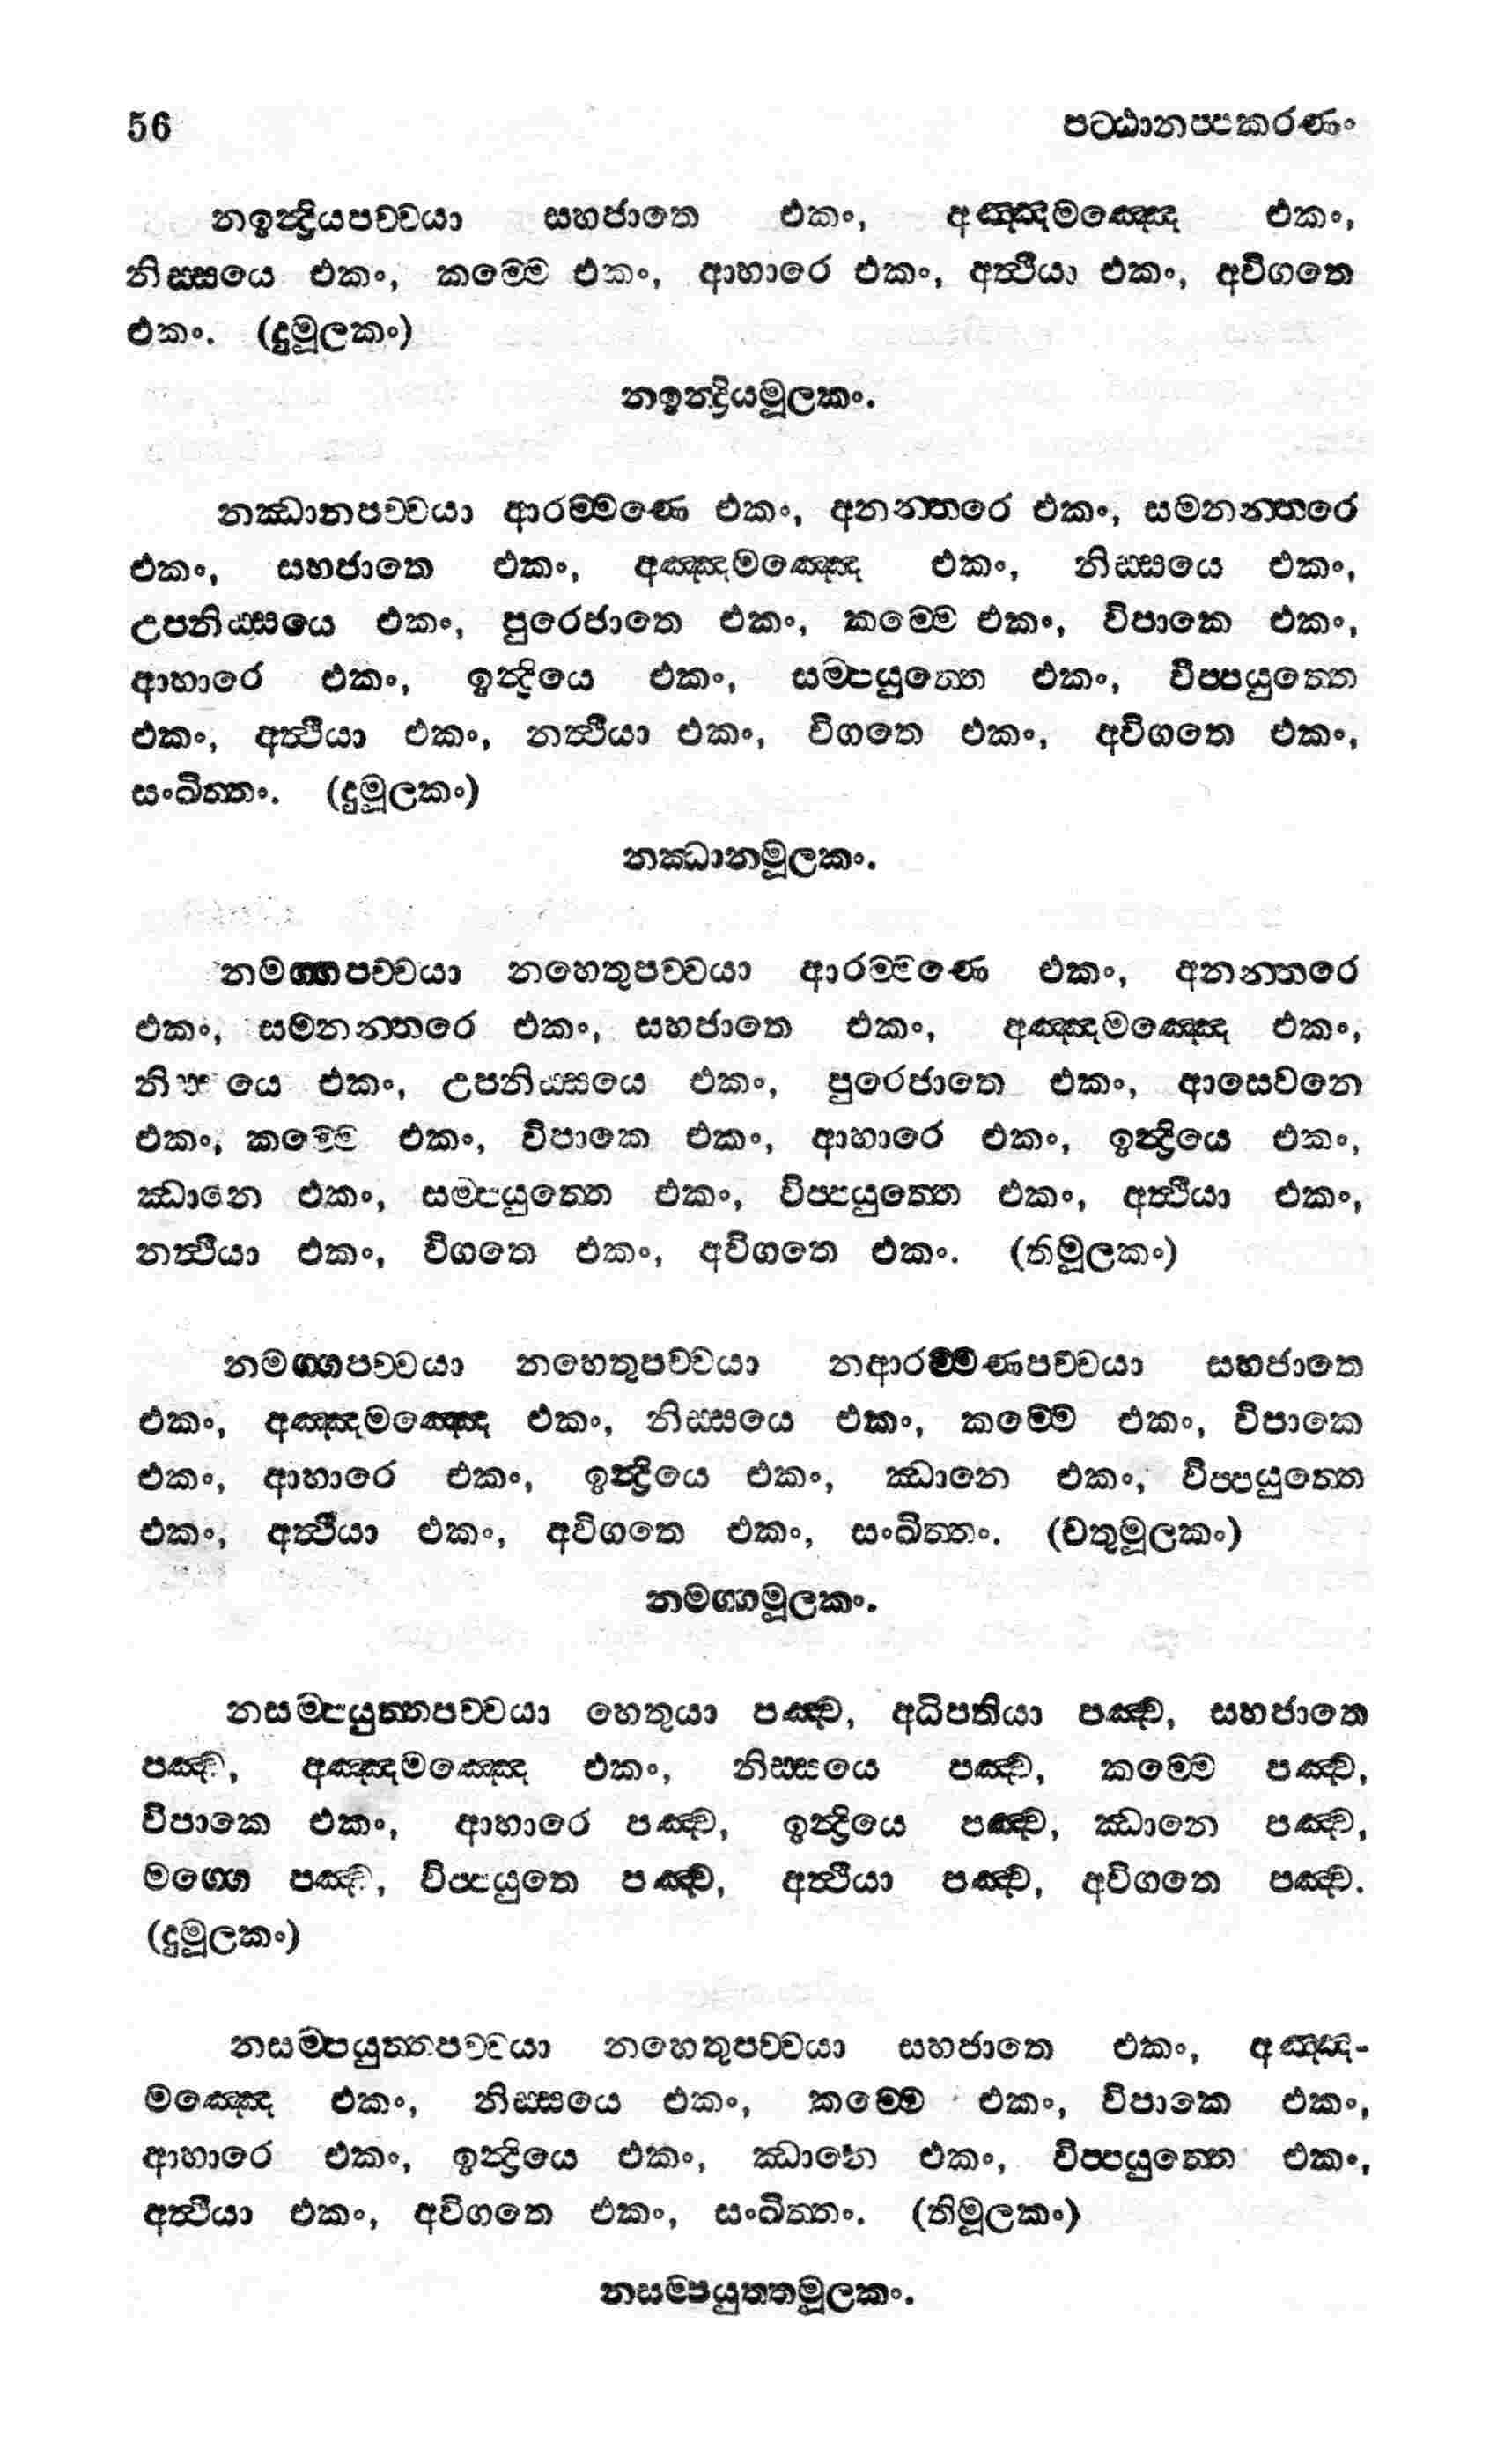 56 පට්ඨානප්පකරණං
නඉන්ද්‍රියපච්චයා සහජාතෙ එකං, අඤ්ඤමඤ්ඤෙ එකං,
නිස්සයෙ එකං, කම්මෙ එකං, ආහාරෙ එකං, අත්ථියා එකං, අවිගතෙ
එකං. (දුමූලකං)
නඉන්ද්‍රියමූලකං.
නඣානපච්චයා ආරම්මණෙ එකං, අනන්තරෙ එකං, සමනන්තරෙ
එකං, සහජාතෙ එකං, අඤ්ඤමඤ්ඤෙ එකං, නිස්සයෙ එකං,
උපනිස්සයෙ එකං, පුරෙජාතෙ එකං, කම්මෙ එකං, විපාකෙ එකං,
ආහාරෙ එකං, ඉන්ද්‍රියෙ එකං, සම්පයුත්තෙ එකං, විප්පයුත්තෙ
එකං, අත්ථියා එකං, නත්ථියා එකං, විගතෙ එකං, අවිගතෙ එකං,
සංඛිත්තං. (දුමූලකං)
නඣානමූලකං.
නමග්ගපච්චයා නහෙතුපච්චයා ආරම්මණෙ එකං, අනන්තරෙ
එකං, සමනන්තරෙ එකං, සහජාතෙ එකං, අඤ්ඤමඤ්ඤෙ එකං,
නිස්සයෙ එකං, උපනිස්සයෙ එකං, පුරෙජාතෙ එකං, ආසෙවනෙ
එකං, කම්මෙ එකං, විපාකෙ එකං, ආහාරෙ එකං, ඉන්ද්‍රියෙ එකං,
ඣානෙ එකං, සම්පයුත්තෙ එකං, විප්පයුත්තෙ එකං, අත්ථියා එකං,
නත්ථියා එකං, විගතෙ එකං, අවිගතෙ එකං. (තිමූලකං)
නමග්ගපච්චයා නහෙතුපච්චයා නආරම්මණපච්චයා සහජාතෙ
එකං, අඤ්ඤමඤ්ඤෙ එකං, නිස්සයෙ එකං, කම්මෙ එකං, විපාකෙ
එකං, ආහාරෙ එකං, ඉන්ද්‍රියෙ එකං, ඣානෙ එකං, විප්පයුත්තෙ
එකං, අත්ථියා එකං, අවිගතෙ එකං, සංඛිත්තං. (චතුමූලකං)
නමග්ගමූලකං.
නසම්පයුත්තපච්චයා හෙතුයා පඤ්ච, අධිපතියා පඤ්ච, සහජාතෙ
පඤ්ච, අඤ්ඤමඤ්ඤෙ එකං, නිස්සයෙ පඤ්ච, කම්මෙ පඤ්ච,
විපාකෙ එකං, ආහාරෙ පඤ්ච, ඉන්ද්‍රියෙ පඤ්ච, ඣානෙ පඤ්ච,
මග්ගෙ පඤ්ච, විප්පයුතෙ පඤ්ච, අත්ථියා පඤ්ච, අවිගතෙ පඤ්ච.
(දුමූලකං)
නසම්පයුත්තපච්චයා නහෙතුපච්චයා සහජාතෙ එකං, අඤ්ඤ-
මඤ්ඤෙ එකං, නිස්සයෙ එකං, කම්මෙ එකං, විපාකෙ එකං,
ආහාරෙ එකං, ඉන්ද්‍රියෙ එකං, ඣානෙ එකං, විප්පයුත්තෙ එකං,
අත්ථියා එකං, අවිගතෙ එකං, සංඛිත්තං. (තිමූලකං)
නසම්පයුත්තමූලකං.